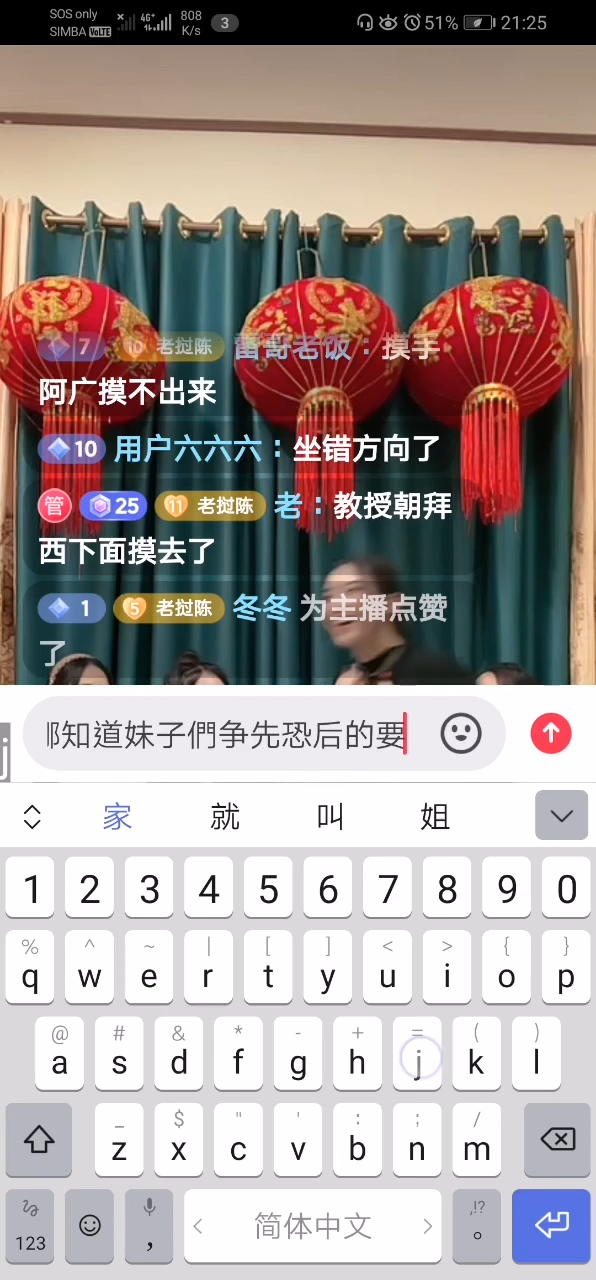 SOS only
SIMBA VoLTE
4G+
808
K/s
3
51%
21:25
7 10 老挝陈 雷哥老饭：摸手
阿广摸不出来
10 用户六六六：坐错方向了
管 25 11 老挝陈 老：教授朝拜
西下面摸去了
1 5 老挝陈 冬冬 为主播点赞
了
知道妹子們争先恐后的要
j
家 就 叫 姐
1 2 3 4 5 6 7 8 9 0
% ^ ~ | [ ] < > { }
q w e r t y u i o p
@ # & * - + = ( )
a s d f g h j k l
_ $ " ' : ; /
z x c v b n m
123 , 简体中文 ,!? 。